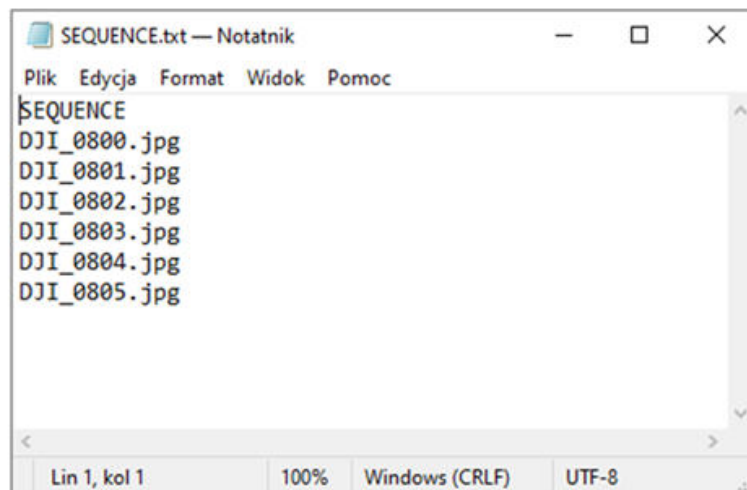 SEQUENCE.txt — Notatnik
Plik Edycja Format Widok Pomoc
SEQUENCE
DJI_0800.jpg
DJI_0801.jpg
DJI_0802.jpg
DJI_0803.jpg
DJI_0804.jpg
DJI_0805.jpg
Lin 1, kol 1 100% Windows (CRLF) UTF-8